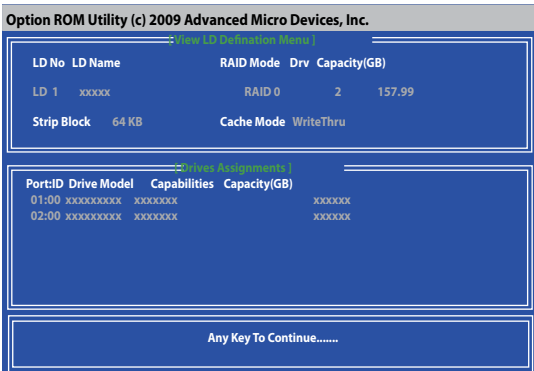 Option ROM Utility (c) 2009 Advanced Micro Devices, Inc.
[View LD Defination Menu ]
LD No LD Name RAID Mode Drv Capacity(GB)
LD 1 xxxxx RAID 0 2 157.99
Strip Block 64 KB Cache Mode WriteThru
[Drives Assignments ]
Port:ID Drive Model Capabilities Capacity(GB)
01:00 xxxxxxxxx xxxxxxx xxxxxx
02:00 xxxxxxxxx xxxxxxx xxxxxx
Any Key To Continue.......